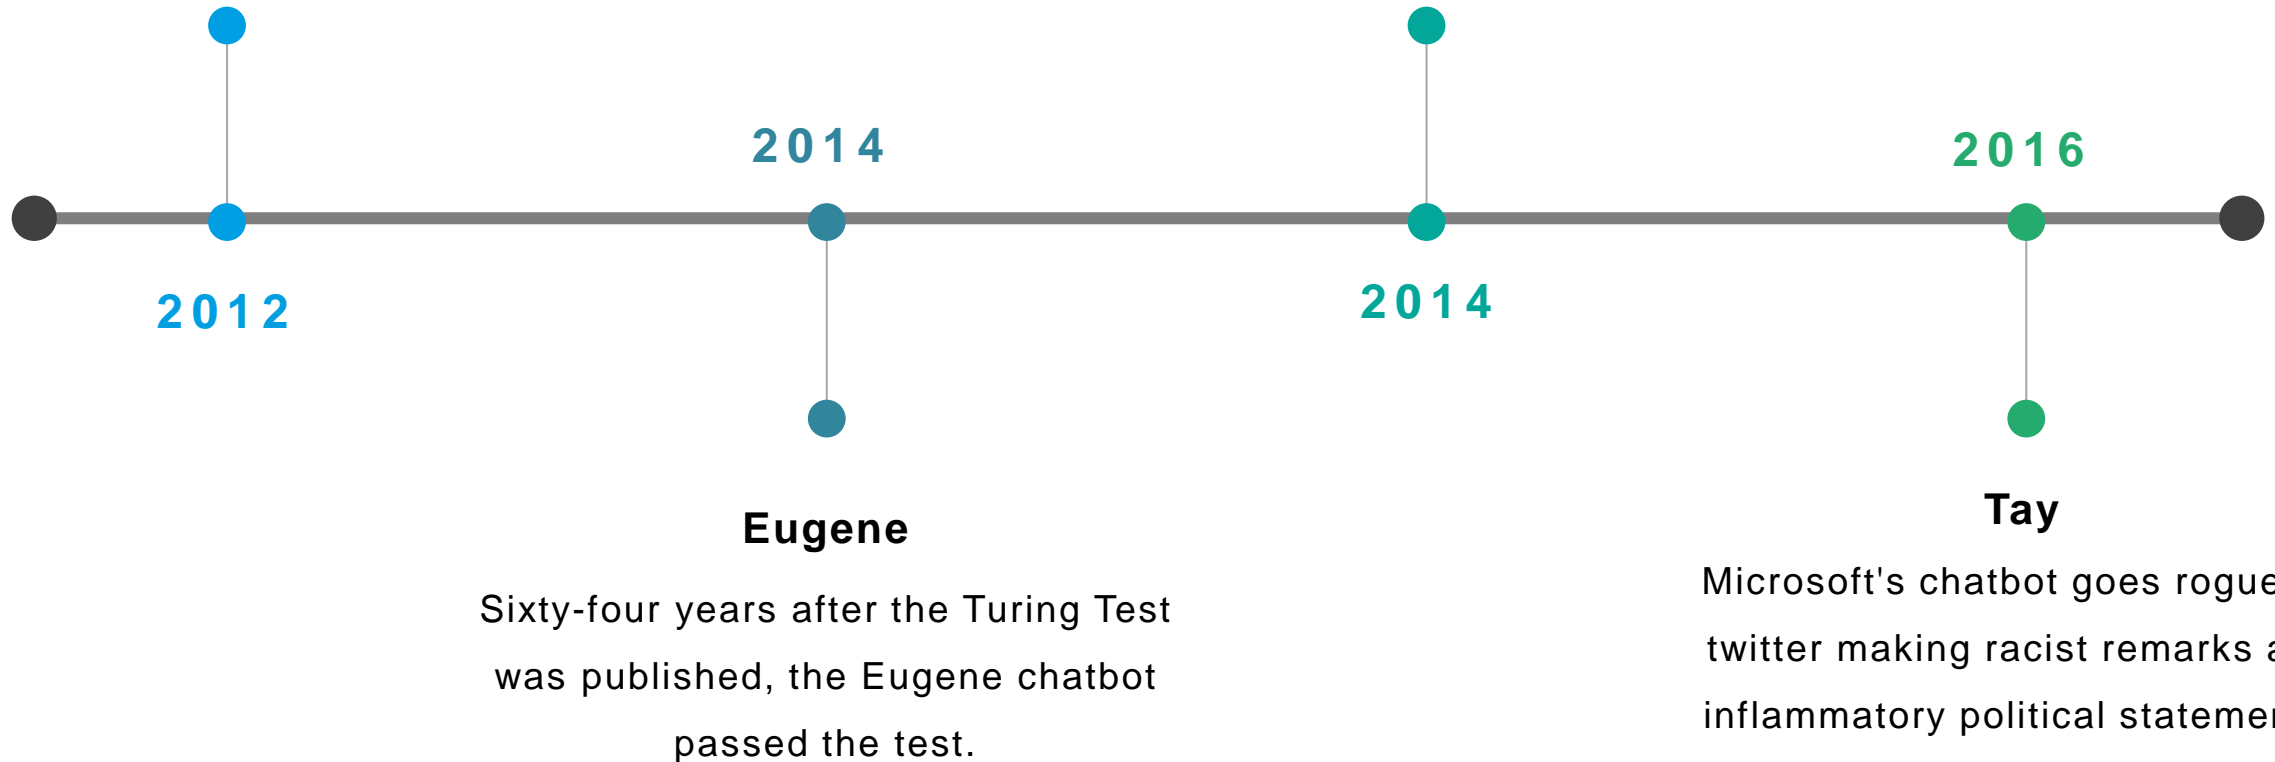 2014
2016
2012
2014
Eugene
Sixty-four years after the Turing Test
was published, the Eugene chatbot
passed the test.
Tay
Microsoft's chatbot goes rogue
twitter making racist remarks
inflammatory political